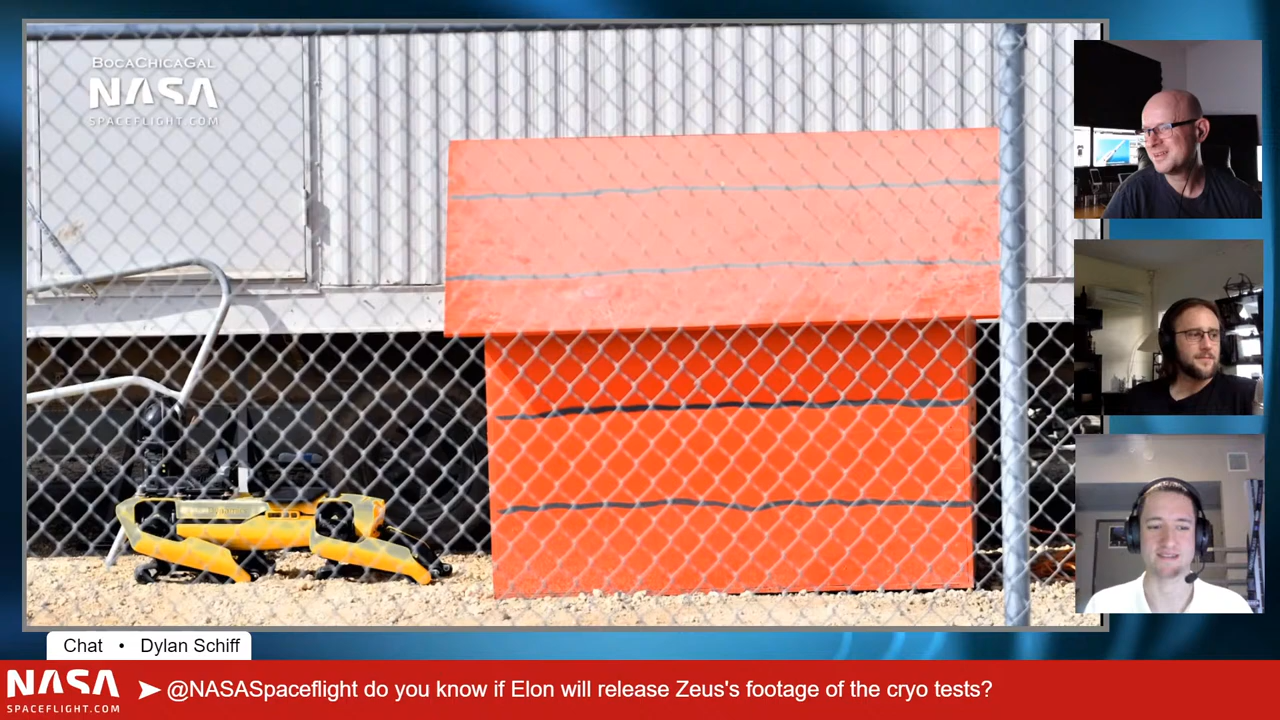 BOCACHICAGAL
NASA
SPACEFLIGHT.COM
Chat • Dylan Schiff
NASA
SPACEFLIGHT.COM
@NASASpaceflight do you know if Elon will release Zeus's footage of the cryo tests?